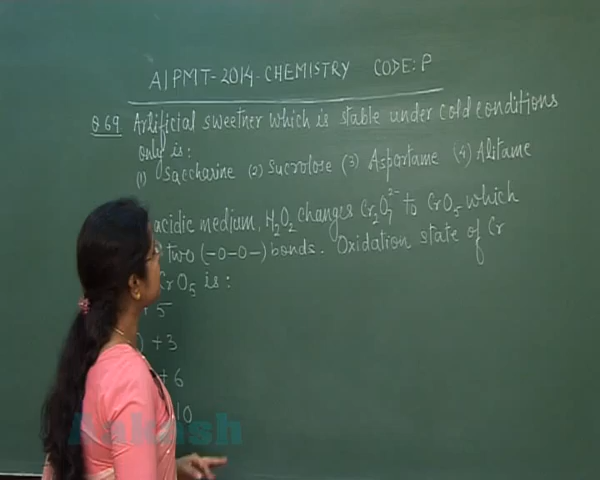 AIPMT-2014-CHEMISTRY CODE: P
Q 69 Artificial sweetner which is stable under cold conditions
only is:
(1) Saccharine (2) Sucrolose (3) Aspartame (4) Alitame
acidic medium, H₂O₂ changes Cr₂O₇²⁻ to CrO₅ which
two (-O-O-) bonds. Oxidation state of Cr
CrO₅ is:
5
) +3
+6
10
Aakash